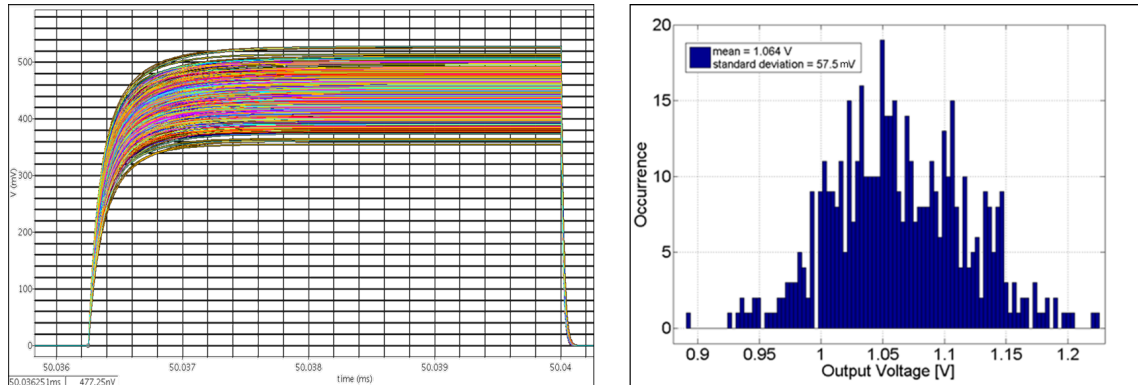 500
400
300
200
100
0
V (mV)
50.036
50.037
50.038
50.039
50.04
time (ms)
50.036251ms
477.25nV
20
15
10
5
0
Occurrence
mean = 1.064 V
standard deviation = 57.5 mV
0.9
0.95
1
1.05
1.1
1.15
1.2
Output Voltage [V]